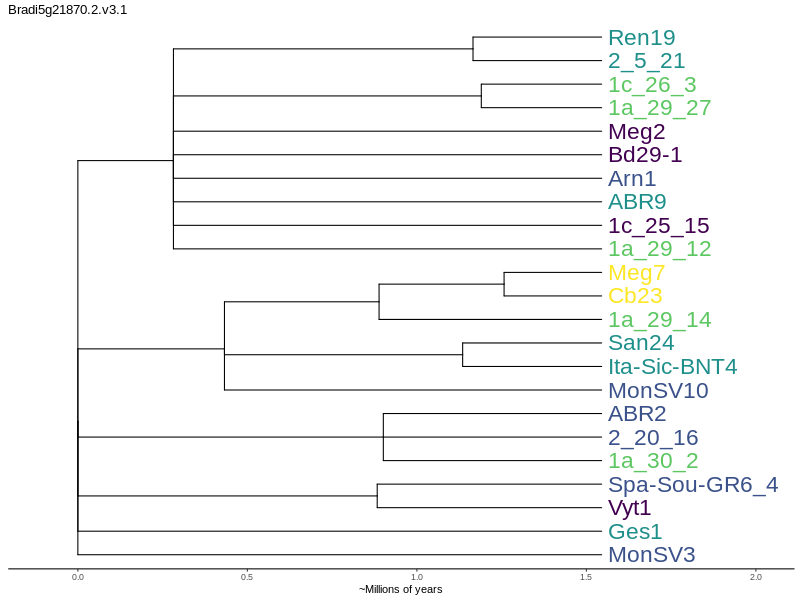 Bradi5g21870.2.v3.1
Ren19
2_5_21
1c_26_3
1a_29_27
Meg2
Bd29-1
Arn1
ABR9
1c_25_15
1a_29_12
Meg7
Cb23
1a_29_14
San24
Ita-Sic-BNT4
MonSV10
ABR2
2_20_16
1a_30_2
Spa-Sou-GR6_4
Vyt1
Ges1
MonSV3
0.0 0.5 1.0 1.5 2.0
~Millions of years